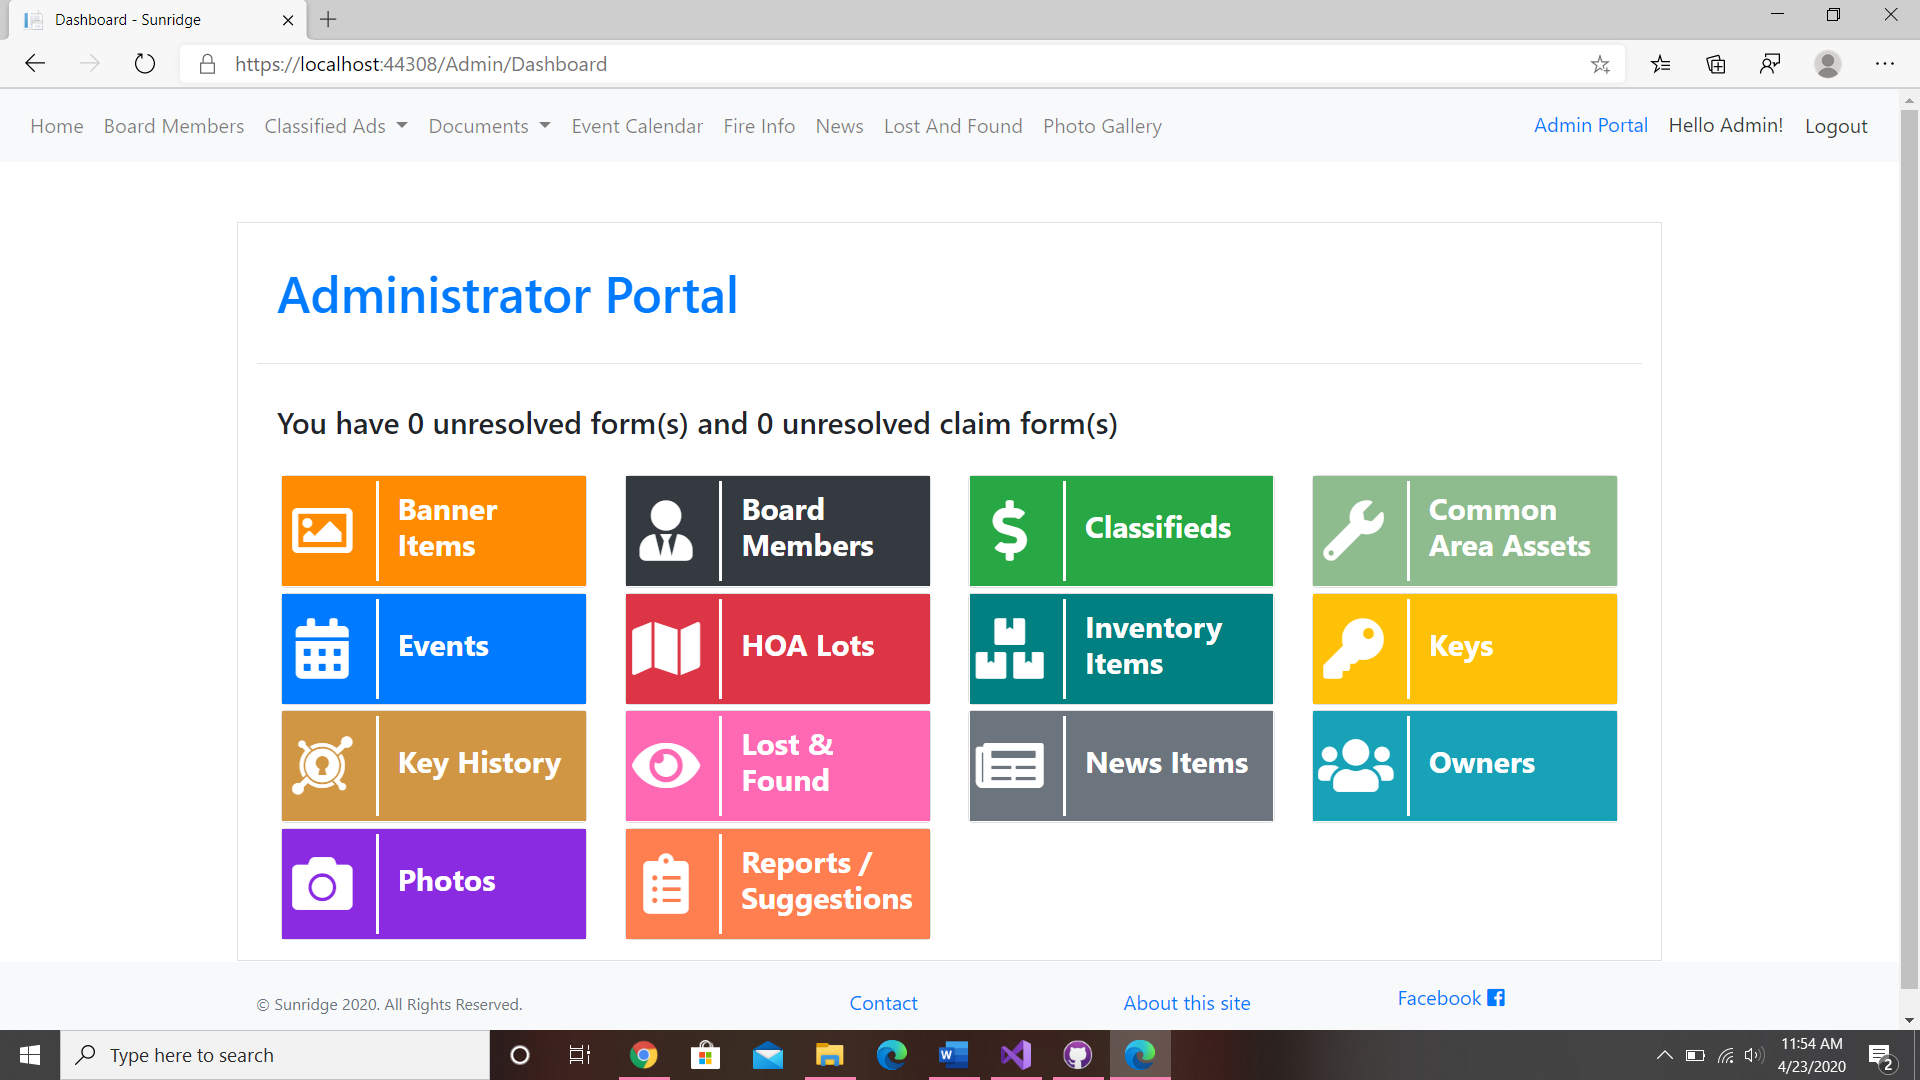 Dashboard - Sunridge
https://localhost:44308/Admin/Dashboard
Home Board Members Classified Ads Documents Event Calendar Fire Info News Lost And Found Photo Gallery Admin Portal Hello Admin! Logout
Administrator Portal
You have 0 unresolved form(s) and 0 unresolved claim form(s)
Banner
Items
Board
Members
Classifieds
Common
Area Assets
Events
HOA Lots
Inventory
Items
Keys
Key History
Lost &
Found
News Items
Owners
Photos
Reports /
Suggestions
© Sunridge 2020. All Rights Reserved. Contact About this site Facebook
Type here to search
W
11:54 AM
4/23/2020
2